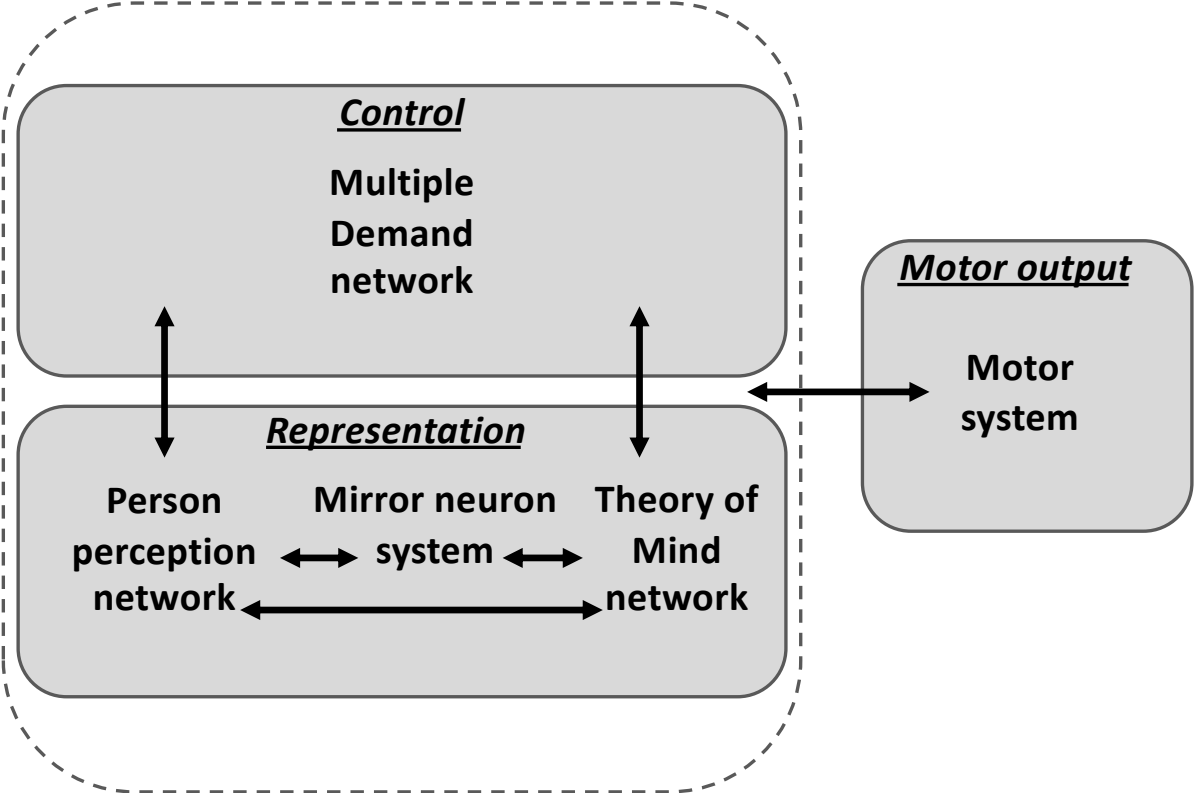 Control
Multiple
Demand
network
Motor output
Motor
system
Representation
Person
perception
network
Mirror neuron
system
Theory of
Mind
network